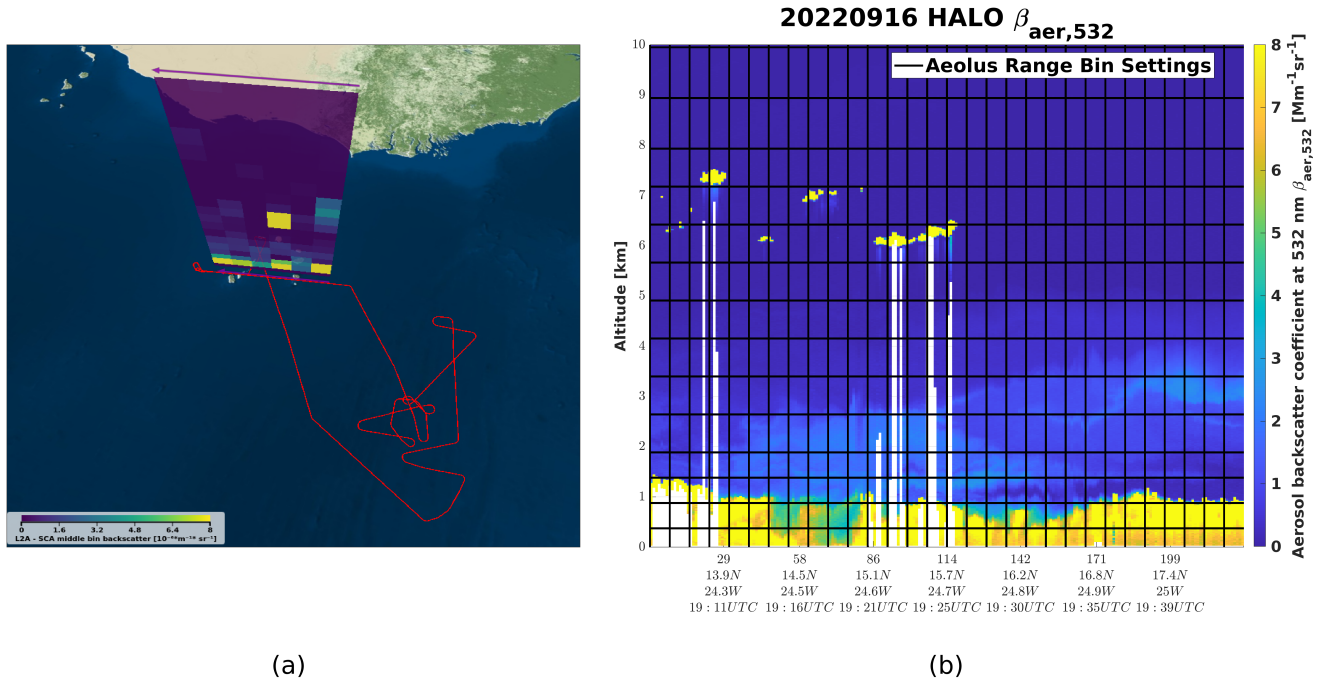 0 1.6 3.2 4.8 6.4 8
L2A - SCA middle bin backscatter [10⁻⁶*m⁻¹* sr⁻¹]
(a)
20220916 HALO β aer,532
Aeolus Range Bin Settings
Altitude [km]
10
9
8
7
6
5
4
3
2
1
0
29 58 86 114 142 171 199
13.9N 14.5N 15.1N 15.7N 16.2N 16.8N 17.4N
24.3W 24.5W 24.6W 24.7W 24.8W 24.9W 25W
19 : 11UTC 19 : 16UTC 19 : 21UTC 19 : 25UTC 19 : 30UTC 19 : 35UTC 19 : 39UTC
8
7
6
5
4
3
2
1
0
Aerosol backscatter coefficient at 532 nm β aer,532 [Mm⁻¹sr⁻¹]
(b)